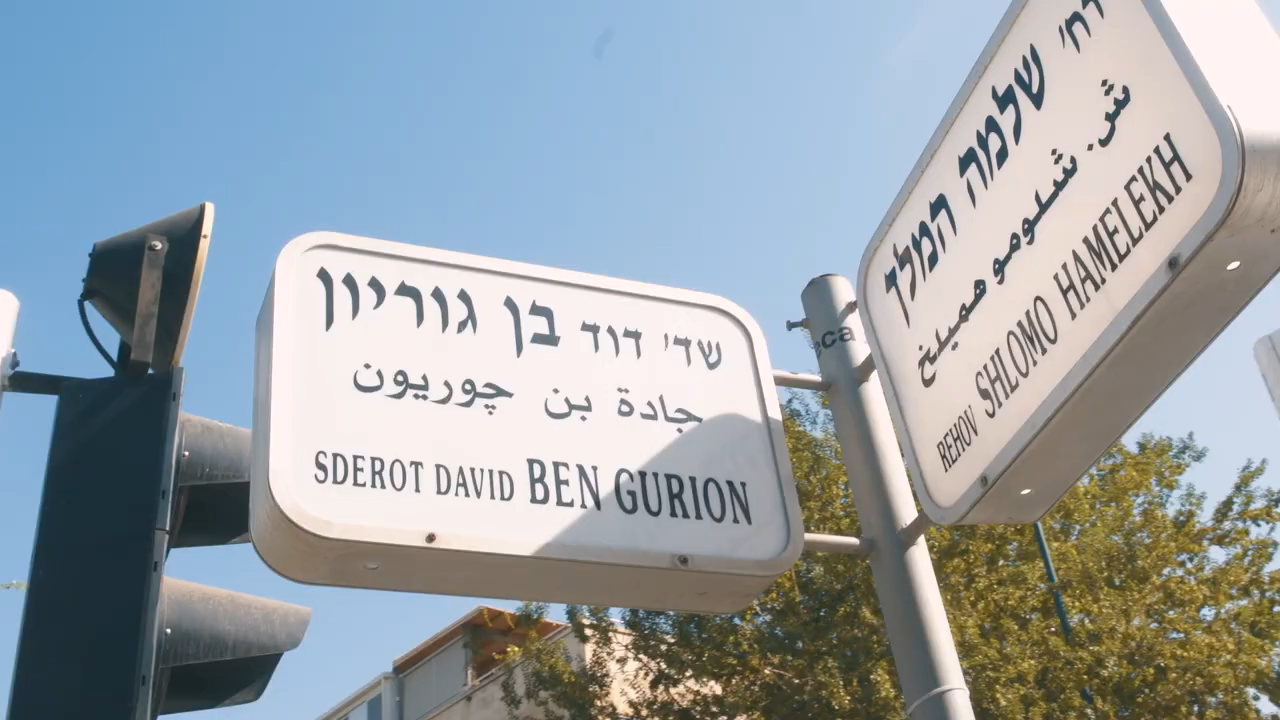 שד' דוד בן גוריון
جادة بن چوريون
SDEROT DAVID BEN GURION
רח' שלמה המלך
ش. شلومو هميلخ
REHOV SHLOMO HAMELEKH